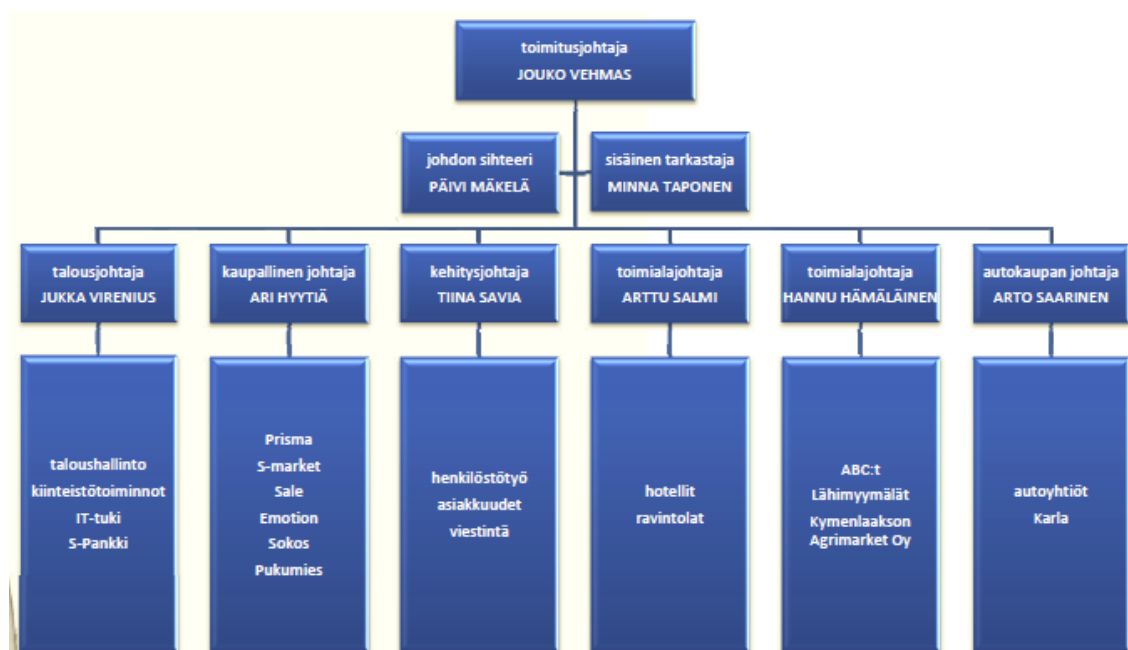 toimitusjohtaja
JOUKO VEHMAS
johdon sihteeri
PÄIVI MÄKELÄ
sisäinen tarkastaja
MINNA TAPONEN
talousjohtaja
JUKKA VIRENIUS
kaupallinen johtaja
ARI HYYTIÄ
kehitysjohtaja
TIINA SAVIA
toimialajohtaja
ARTTU SALMI
toimialajohtaja
HANNU HÄMÄLÄINEN
autokaupan johtaja
ARTO SAARINEN
taloushallinto
kiinteistötoiminnot
IT-tuki
S-Pankki
Prisma
S-market
Sale
Emotion
Sokos
Pukumies
henkilöstötyö
asiakkuudet
viestintä
hotellit
ravintolat
ABC:t
Lähimyymälät
Kymenlaakson
Agrimarket Oy
autoyhtiöt
Karla